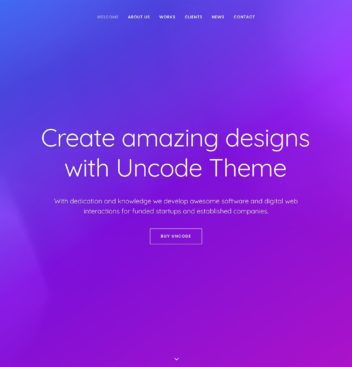 WELCOME ABOUT US WORKS CLIENTS NEWS CONTACT
Create amazing designs
with Uncode Theme
With dedication and knowledge we develop awesome software and digital web
interactions for funded startups and established companies.
BUY UNCODE